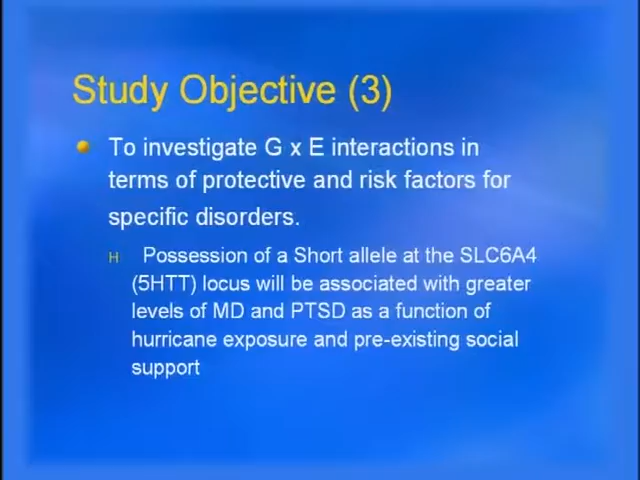 Study Objective (3)
To investigate G x E interactions in
terms of protective and risk factors for
specific disorders.
H Possession of a Short allele at the SLC6A4
(5HTT) locus will be associated with greater
levels of MD and PTSD as a function of
hurricane exposure and pre-existing social
support